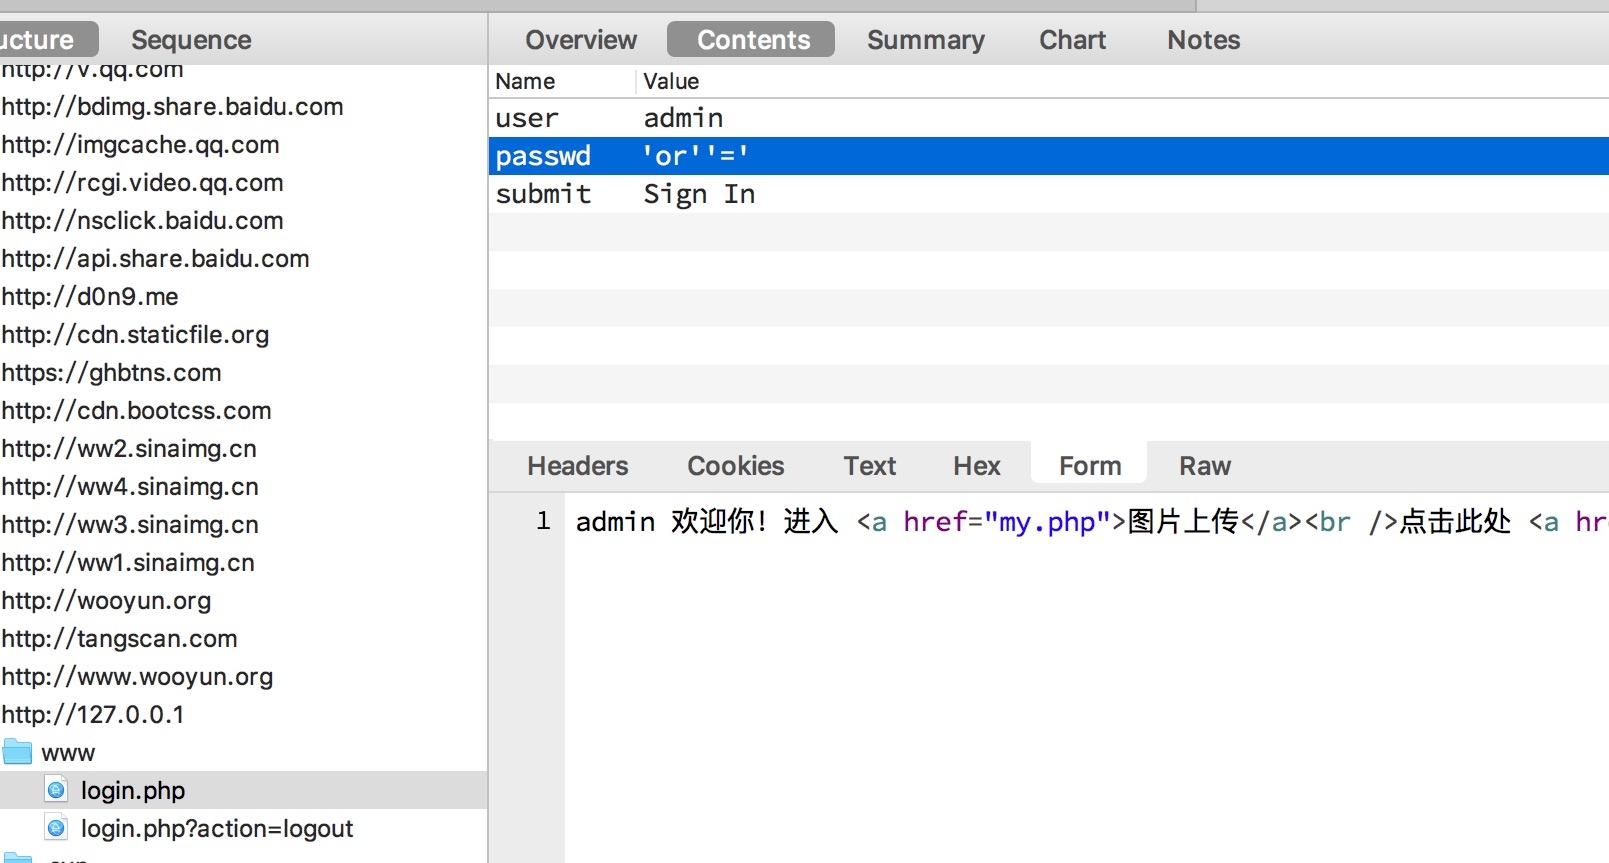 ucture Sequence
http://v.qq.com
http://bdimg.share.baidu.com
http://imgcache.qq.com
http://rcgi.video.qq.com
http://nsclick.baidu.com
http://api.share.baidu.com
http://d0n9.me
http://cdn.staticfile.org
https://ghbtns.com
http://cdn.bootcss.com
http://ww2.sinaimg.cn
http://ww4.sinaimg.cn
http://ww3.sinaimg.cn
http://ww1.sinaimg.cn
http://wooyun.org
http://tangscan.com
http://www.wooyun.org
http://127.0.0.1
www
login.php
login.php?action=logout
Overview Contents Summary Chart Notes
Name Value
user admin
passwd 'or''='
submit Sign In
Headers Cookies Text Hex Form Raw
1 admin 欢迎你！进入 <a href="my.php">图片上传</a><br />点击此处 <a hr